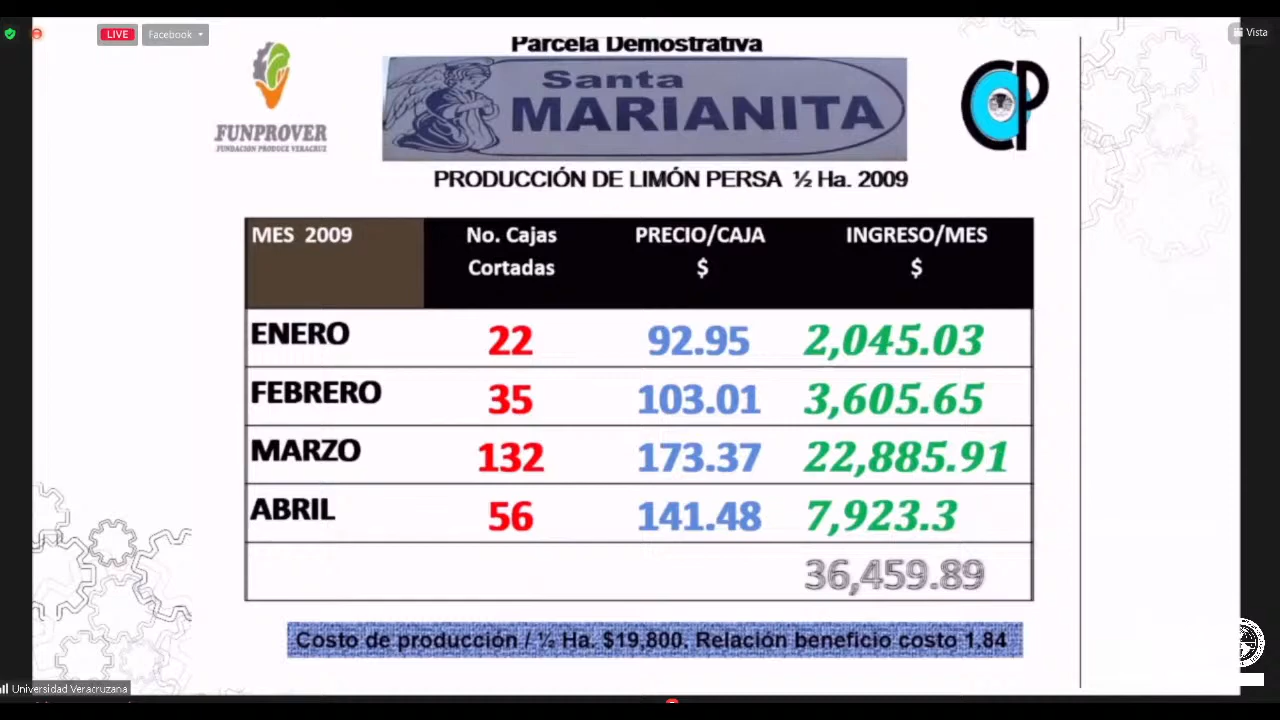 LIVE
Facebook
Vista
Parcela Demostrativa
Santa
MARIANITA
FUNPROVER
FUNDACION PRODUCE VERACRUZ
CP
PRODUCCIÓN DE LIMÓN PERSA ½ Ha. 2009
MES 2009 No. Cajas Cortadas PRECIO/CAJA $ INGRESO/MES $
ENERO 22 92.95 2,045.03
FEBRERO 35 103.01 3,605.65
MARZO 132 173.37 22,885.91
ABRIL 56 141.48 7,923.3
36,459.89
Costo de producción / ½ Ha. $19,800, Relación beneficio costo 1.84
Universidad Veracruzana